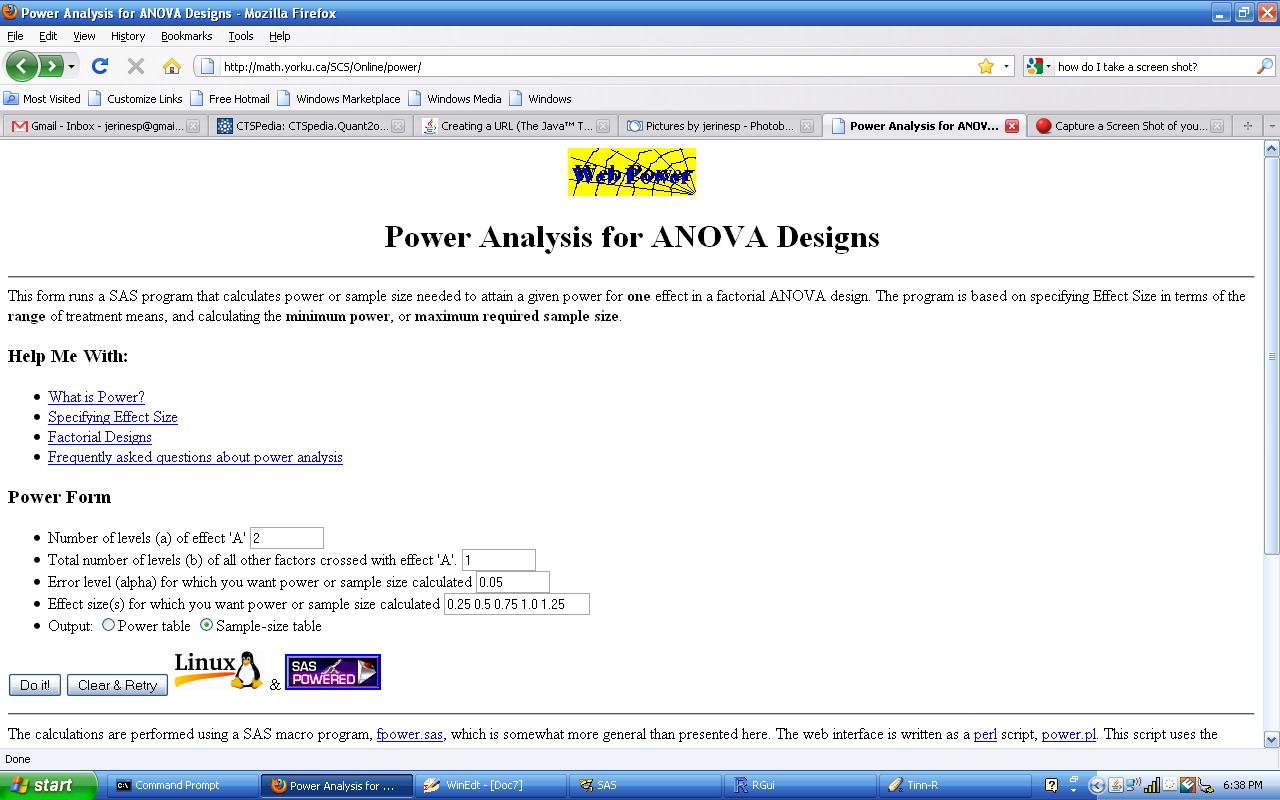 Power Analysis for ANOVA Designs - Mozilla Firefox
File Edit View History Bookmarks Tools Help
http://math.yorku.ca/SCS/Online/power/ how do I take a screen shot?
Most Visited Customize Links Free Hotmail Windows Marketplace Windows Media Windows
Gmail - Inbox - jerinesp@gmai... CTSPedia: CTSpedia.Quant2o... Creating a URL (The Java™ T... Pictures by jerinesp - Photob... Power Analysis for ANOV... Capture a Screen Shot of you...
Web Power
Power Analysis for ANOVA Designs
This form runs a SAS program that calculates power or sample size needed to attain a given power for one effect in a factorial ANOVA design. The program is based on specifying Effect Size in terms of the
range of treatment means, and calculating the minimum power, or maximum required sample size.
Help Me With:
What is Power?
Specifying Effect Size
Factorial Designs
Frequently asked questions about power analysis
Power Form
Number of levels (a) of effect 'A' 2
Total number of levels (b) of all other factors crossed with effect 'A'. 1
Error level (alpha) for which you want power or sample size calculated 0.05
Effect size(s) for which you want power or sample size calculated 0.25 0.5 0.75 1.0 1.25
Output: Power table Sample-size table
Do it! Clear & Retry Linux & SAS POWERED
The calculations are performed using a SAS macro program, fpower.sas, which is somewhat more general than presented here. The web interface is written as a perl script, power.pl. This script uses the
Done
start Command Prompt Power Analysis for ... WinEdt - [Doc7] SAS RGui Tinn-R 6:38 PM